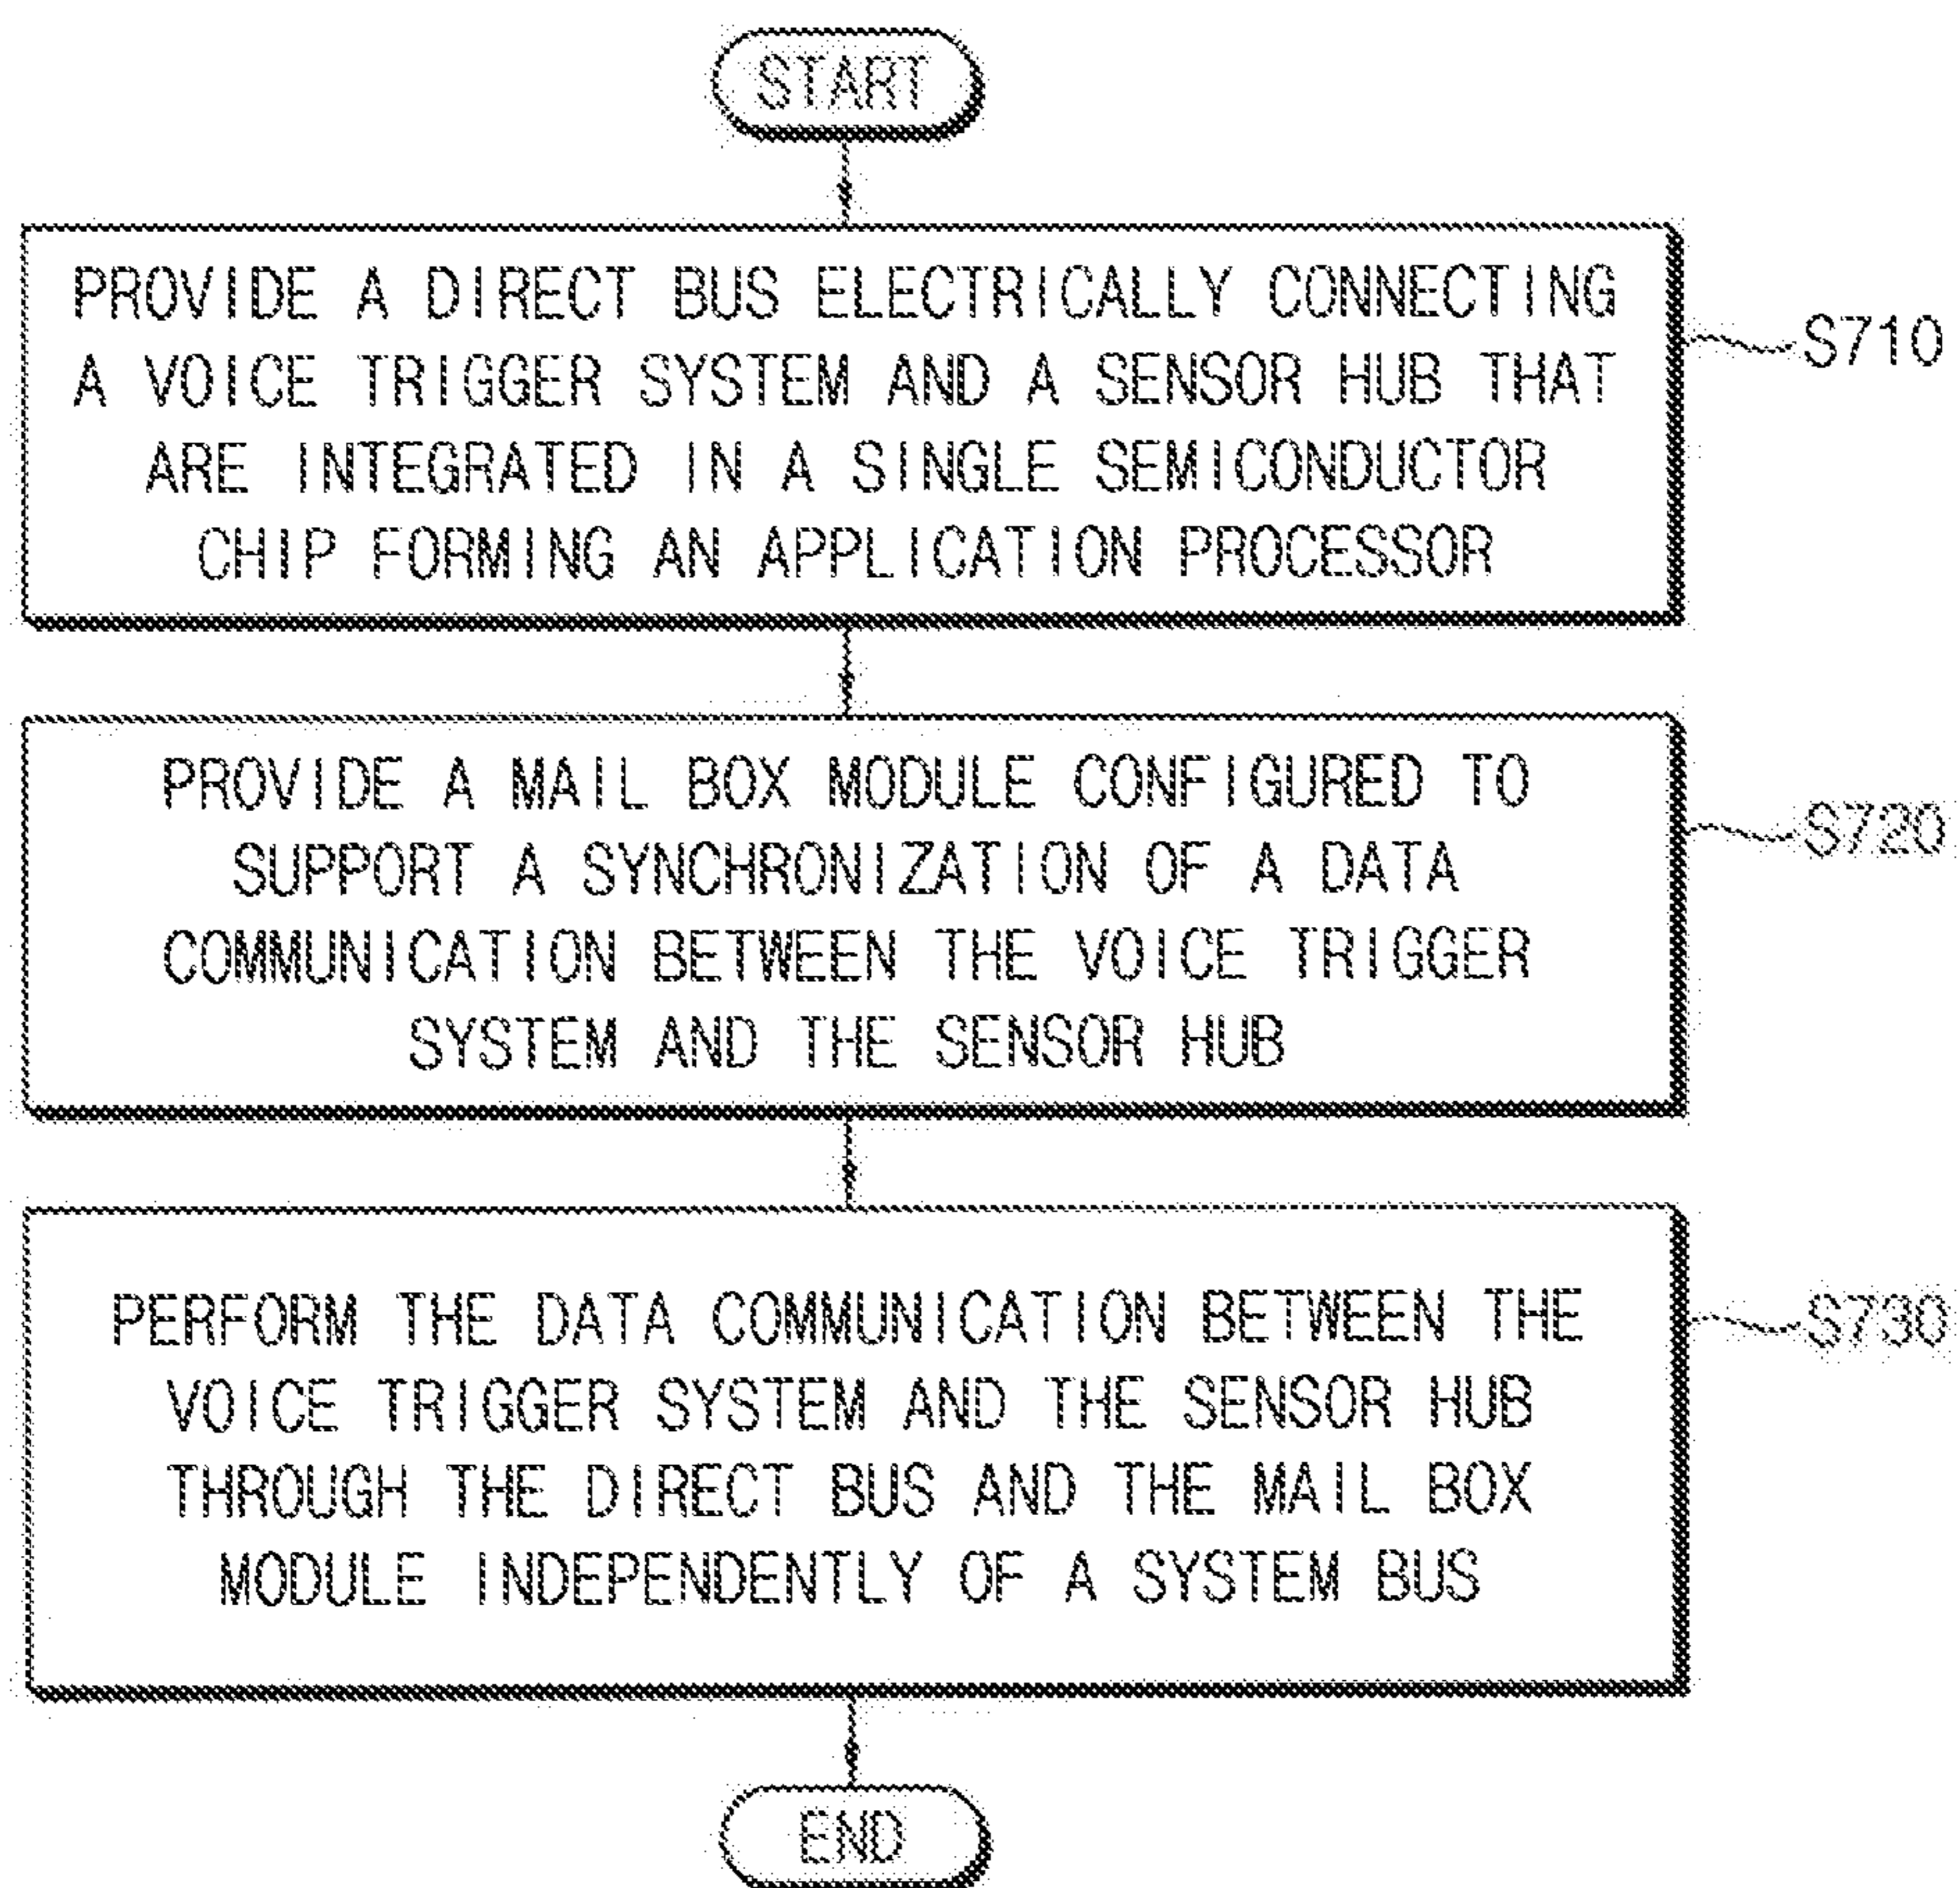 START
PROVIDE A DIRECT BUS ELECTRICALLY CONNECTING
A VOICE TRIGGER SYSTEM AND A SENSOR HUB THAT
ARE INTEGRATED IN A SINGLE SEMICONDUCTOR
CHIP FORMING AN APPLICATION PROCESSOR
S710
PROVIDE A MAIL BOX MODULE CONFIGURED TO
SUPPORT A SYNCHRONIZATION OF A DATA
COMMUNICATION BETWEEN THE VOICE TRIGGER
SYSTEM AND THE SENSOR HUB
S720
PERFORM THE DATA COMMUNICATION BETWEEN THE
VOICE TRIGGER SYSTEM AND THE SENSOR HUB
THROUGH THE DIRECT BUS AND THE MAIL BOX
MODULE INDEPENDENTLY OF A SYSTEM BUS
S730
END